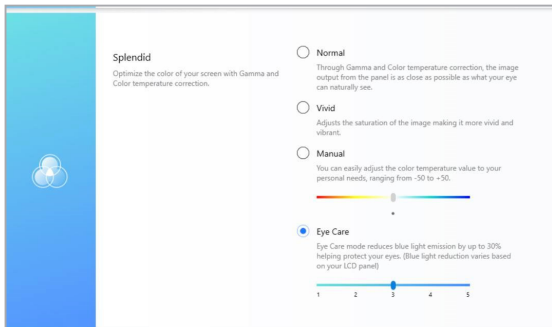 Splendid
Optimize the color of your screen with Gamma and
Color temperature correction.
Normal
Through Gamma and Color temperature correction, the image
output from the panel is as close as possible as what your eye
can naturally see.
Vivid
Adjusts the saturation of the image making it more vivid and
vibrant.
Manual
You can easily adjust the color temperature value to your
personal needs, ranging from -50 to +50.
Eye Care
Eye Care mode reduces blue light emission by up to 30%
helping protect your eyes. (Blue light reduction varies based
on your LCD panel)
1 2 3 4 5